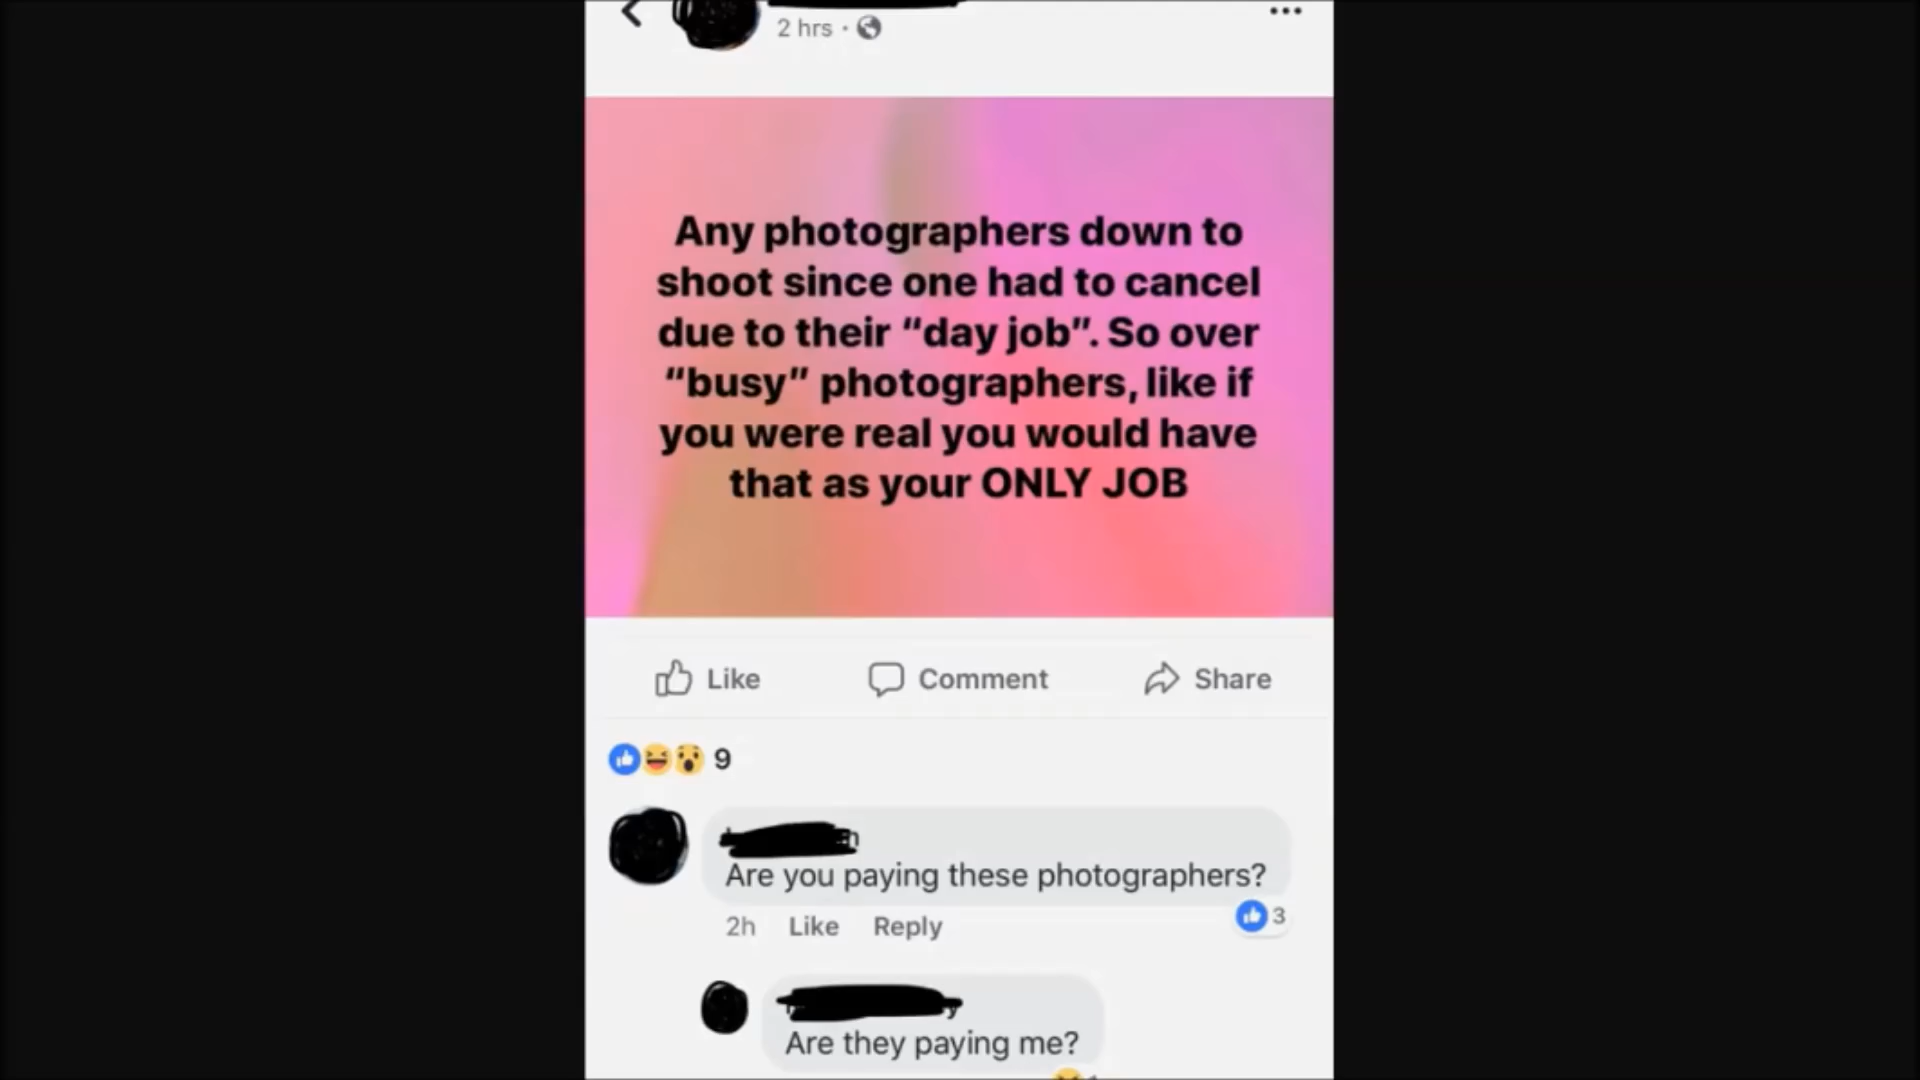 2 hrs ·
Any photographers down to
shoot since one had to cancel
due to their “day job”. So over
“busy” photographers, like if
you were real you would have
that as your ONLY JOB
Like Comment Share
9
Are you paying these photographers?
2h Like Reply 3
Are they paying me?